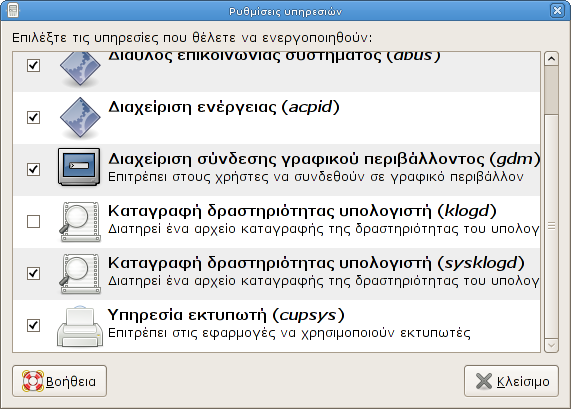 Ρυθμίσεις υπηρεσιών
Επιλέξτε τις υπηρεσίες που θέλετε να ενεργοποιηθούν:
Δίαυλος επικοινωνίας συστήματος (dbus)
Διαχείριση ενέργειας (acpid)
Διαχείριση σύνδεσης γραφικού περιβάλλοντος (gdm)
Επιτρέπει στους χρήστες να συνδεθούν σε γραφικό περιβάλλον
Καταγραφή δραστηριότητας υπολογιστή (klogd)
Διατηρεί ένα αρχείο καταγραφής της δραστηριότητας του υπολογ
Καταγραφή δραστηριότητας υπολογιστή (sysklogd)
Διατηρεί ένα αρχείο καταγραφής της δραστηριότητας του υπολογ
Υπηρεσία εκτυπωτή (cupsys)
Επιτρέπει στις εφαρμογές να χρησιμοποιούν εκτυπωτές
Βοήθεια
Κλείσιμο